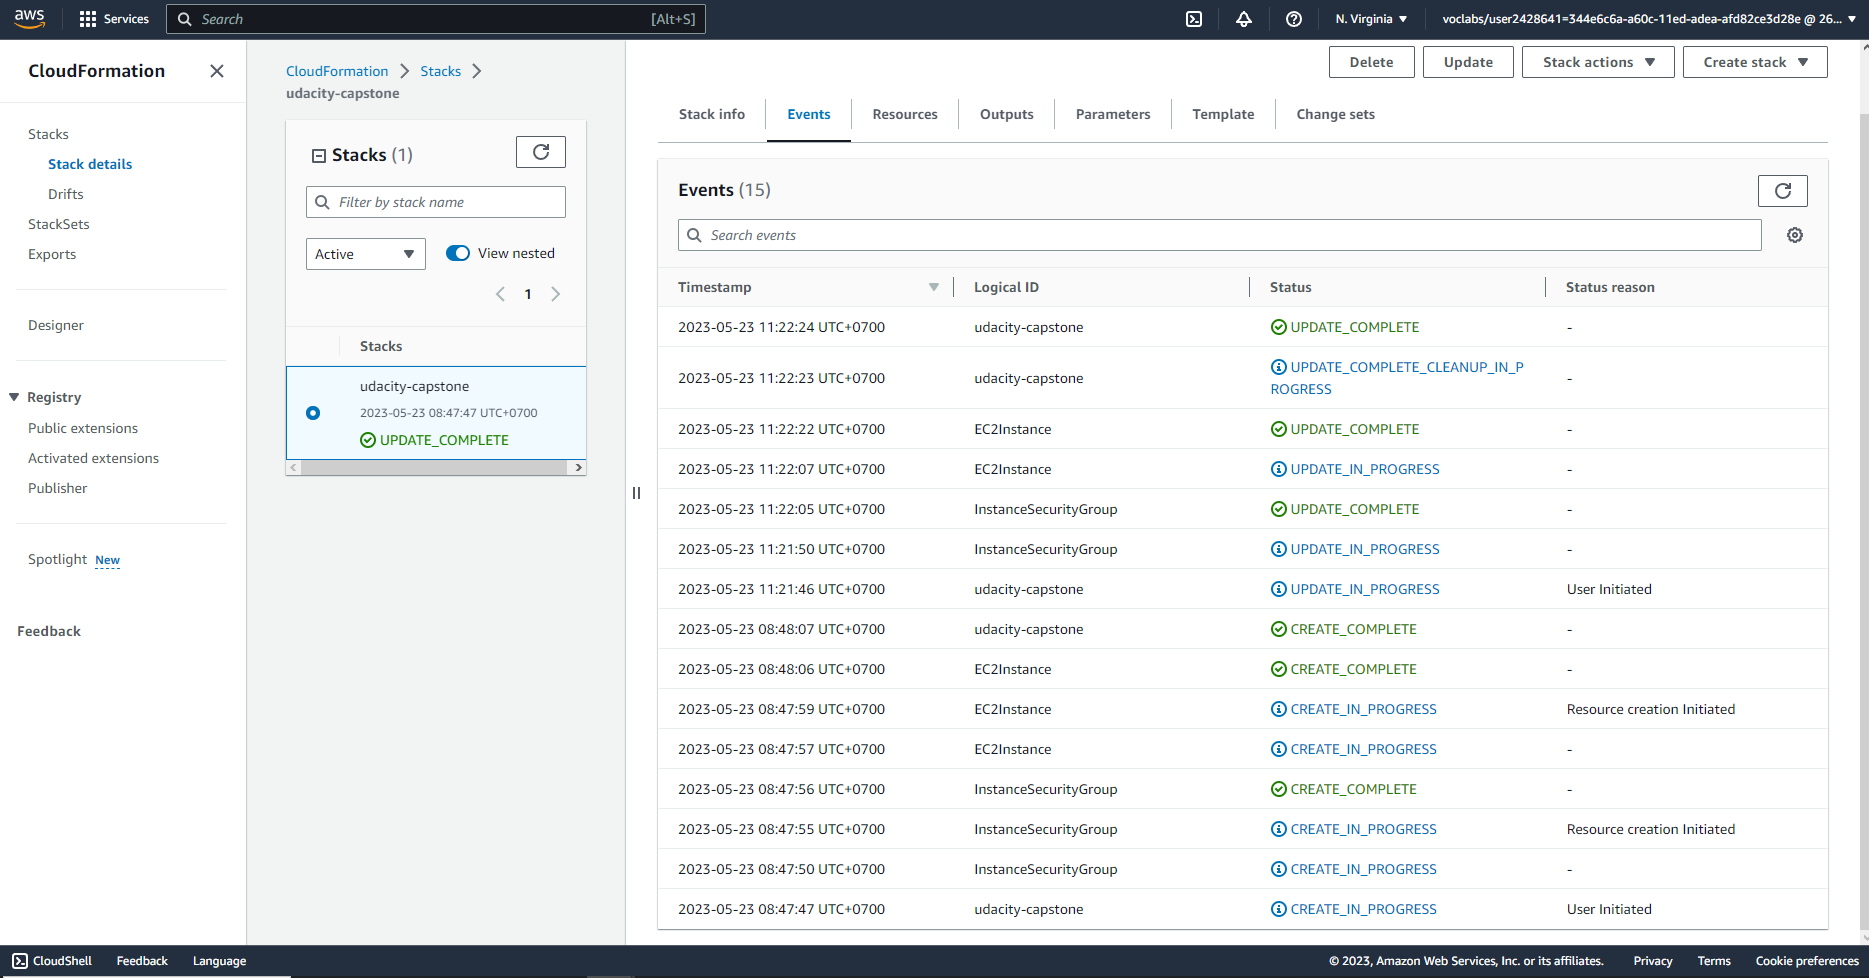 aws
Services
Search
[Alt+S]
N. Virginia
voclabs/user2428641=344e6c6a-a60c-11ed-adea-afd82ce3d28e @ 26...
CloudFormation
Stacks
Stack details
Drifts
StackSets
Exports
Designer
Registry
Public extensions
Activated extensions
Publisher
Spotlight New
Feedback
CloudFormation
Stacks
udacity-capstone
Stacks (1)
Filter by stack name
Active
View nested
1
Stacks
udacity-capstone
2023-05-23 08:47:47 UTC+0700
UPDATE_COMPLETE
Delete
Update
Stack actions
Create stack
Stack info
Events
Resources
Outputs
Parameters
Template
Change sets
Events (15)
Search events
Timestamp Logical ID Status Status reason
2023-05-23 11:22:24 UTC+0700 udacity-capstone UPDATE_COMPLETE -
2023-05-23 11:22:23 UTC+0700 udacity-capstone UPDATE_COMPLETE_CLEANUP_IN_P
ROGRESS -
2023-05-23 11:22:22 UTC+0700 EC2Instance UPDATE_COMPLETE -
2023-05-23 11:22:07 UTC+0700 EC2Instance UPDATE_IN_PROGRESS -
2023-05-23 11:22:05 UTC+0700 InstanceSecurityGroup UPDATE_COMPLETE -
2023-05-23 11:21:50 UTC+0700 InstanceSecurityGroup UPDATE_IN_PROGRESS -
2023-05-23 11:21:46 UTC+0700 udacity-capstone UPDATE_IN_PROGRESS User Initiated
2023-05-23 08:48:07 UTC+0700 udacity-capstone CREATE_COMPLETE -
2023-05-23 08:48:06 UTC+0700 EC2Instance CREATE_COMPLETE -
2023-05-23 08:47:59 UTC+0700 EC2Instance CREATE_IN_PROGRESS Resource creation Initiated
2023-05-23 08:47:57 UTC+0700 EC2Instance CREATE_IN_PROGRESS -
2023-05-23 08:47:56 UTC+0700 InstanceSecurityGroup CREATE_COMPLETE -
2023-05-23 08:47:55 UTC+0700 InstanceSecurityGroup CREATE_IN_PROGRESS Resource creation Initiated
2023-05-23 08:47:50 UTC+0700 InstanceSecurityGroup CREATE_IN_PROGRESS -
2023-05-23 08:47:47 UTC+0700 udacity-capstone CREATE_IN_PROGRESS User Initiated
CloudShell
Feedback
Language
© 2023, Amazon Web Services, Inc. or its affiliates.
Privacy
Terms
Cookie preferences